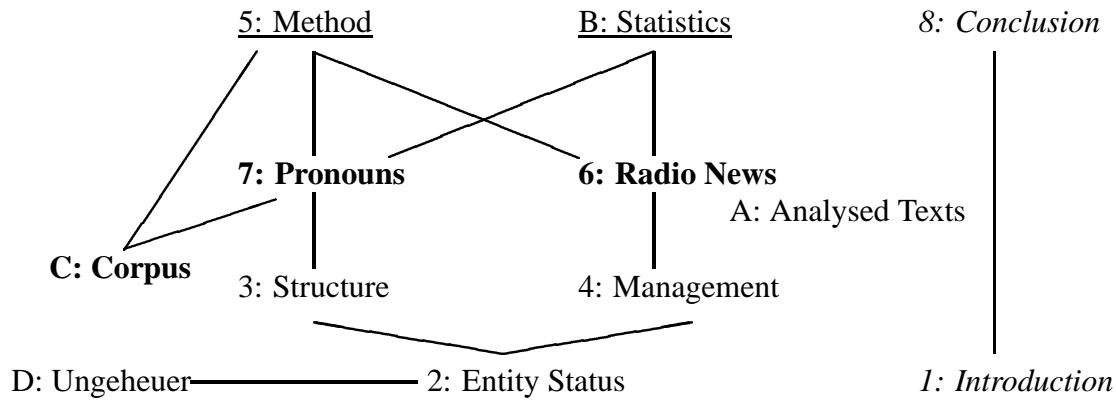 5: Method
B: Statistics
8: Conclusion
7: Pronouns
6: Radio News
A: Analysed Texts
C: Corpus
3: Structure
4: Management
D: Ungeheuer
2: Entity Status
1: Introduction